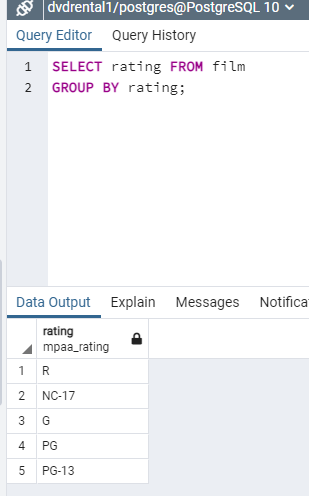 dvdrental1/postgres@PostgreSQL 10
Query Editor Query History
1 SELECT rating FROM film
2 GROUP BY rating;
Data Output Explain Messages Notifica
rating
mpaa_rating
1 R
2 NC-17
3 G
4 PG
5 PG-13